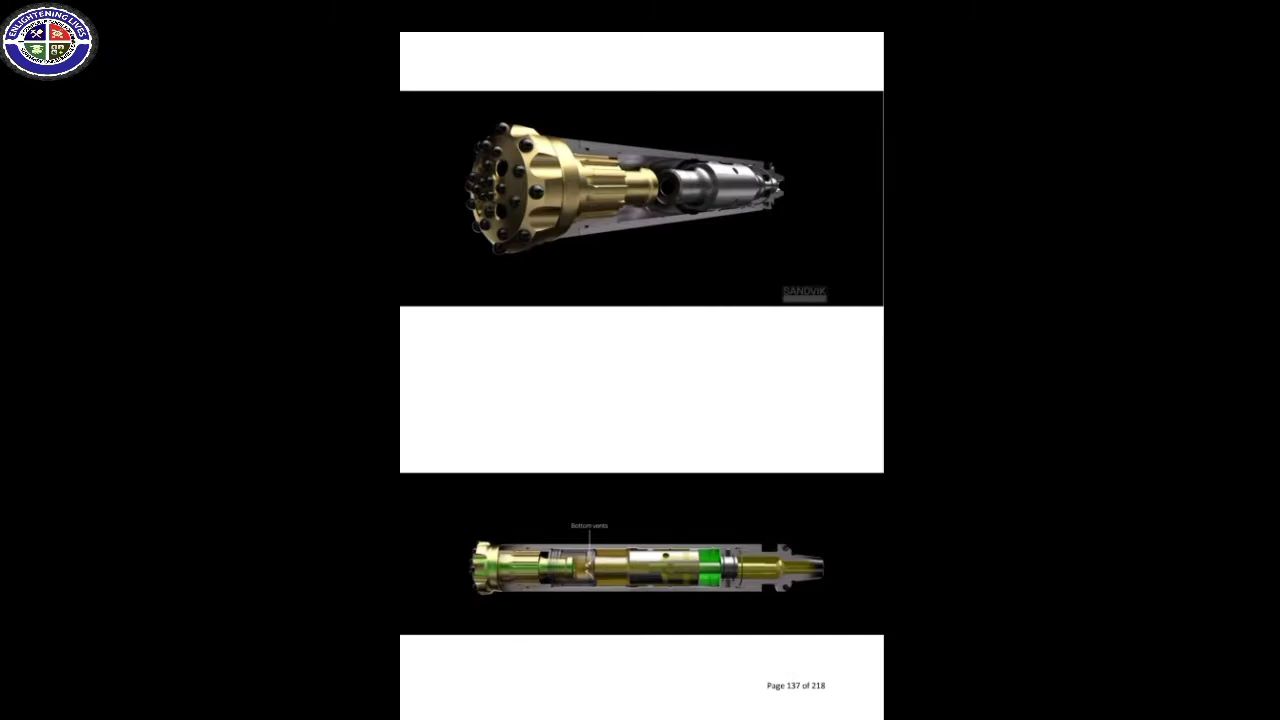 ENLIGHTENING LIVES
SANDVIK
Bottom vents
Page 137 of 218